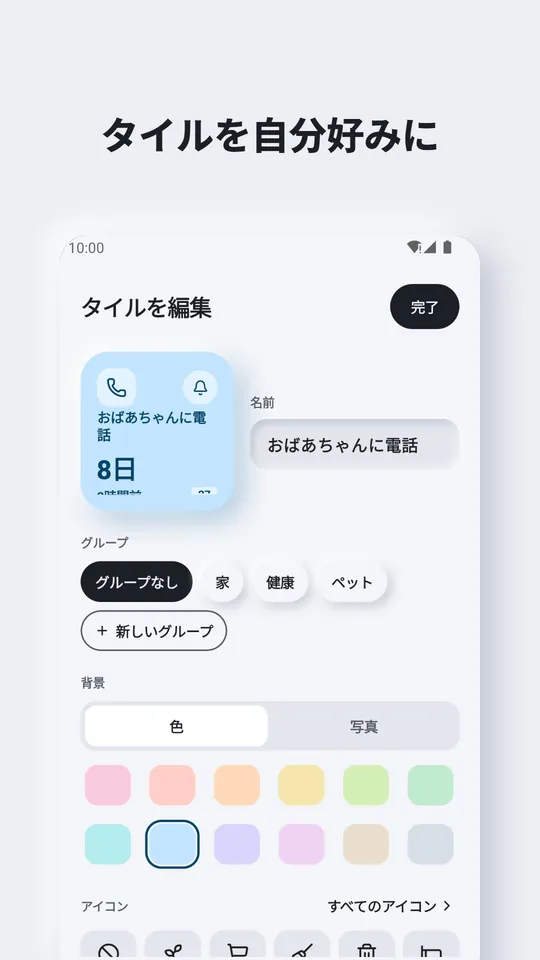 タイルを自分好みに
10:00
タイルを編集
完了
おばあちゃんに電
話
8日
名前
おばあちゃんに電話
グループ
グループなし
家
健康
ペット
+ 新しいグループ
背景
色
写真
アイコン
すべてのアイコン